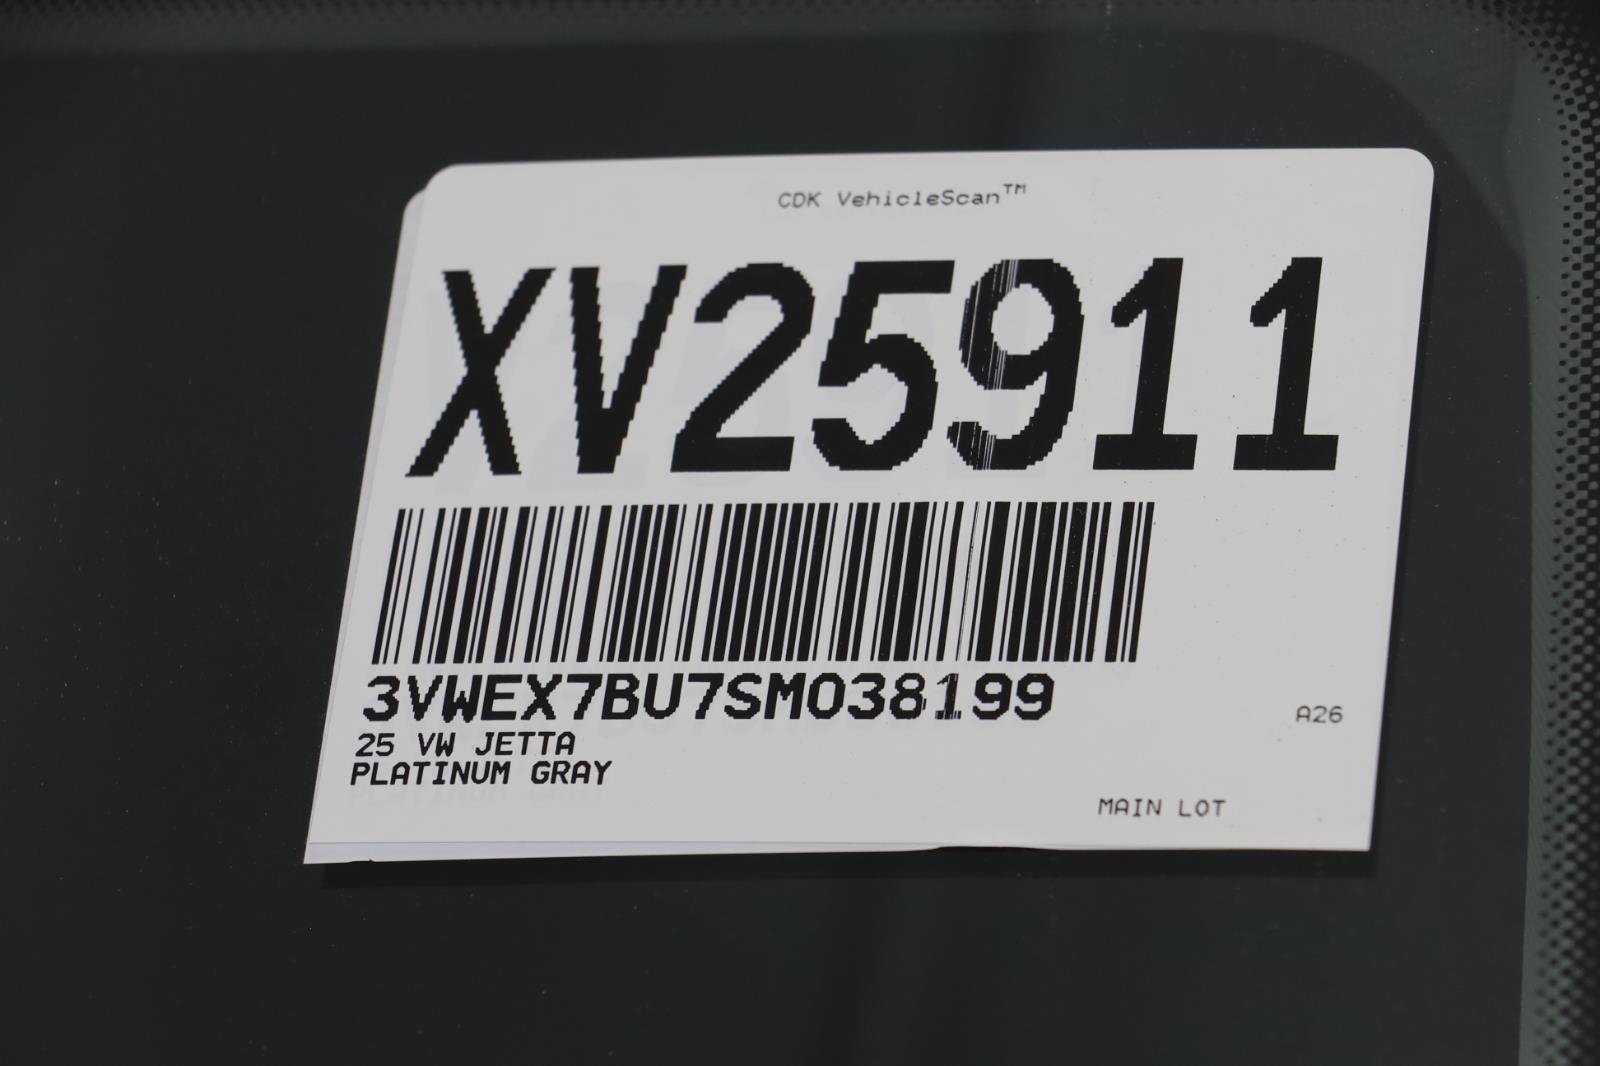 CDK VehicleScan™
XV25911
3VWEX7BU7SM038199
25 VW JETTA
A26
PLATINUM GRAY
MAIN LOT